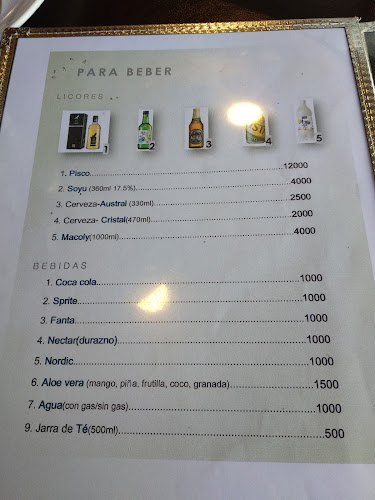 PARA BEBER
LICORES
1
2
3
4
5
1. Pisco...........................................................12000
2. Soyu (360ml 17.5%)..........................................4000
3. Cerveza-Austral (330ml)....................................2500
4. Cerveza- Cristal(470ml)....................................2000
5. Macoly(1000ml)................................................4000
BEBIDAS
1. Coca cola.......................................................1000
2. Sprite............................................................1000
3. Fanta.............................................................1000
4. Nectar(durazno)................................................1000
5. Nordic............................................................1000
6. Aloe vera (mango, piña, frutilla, coco, granada)........................1500
7. Agua(con gas/sin gas).......................................1000
9. Jarra de Té(500ml)............................................500